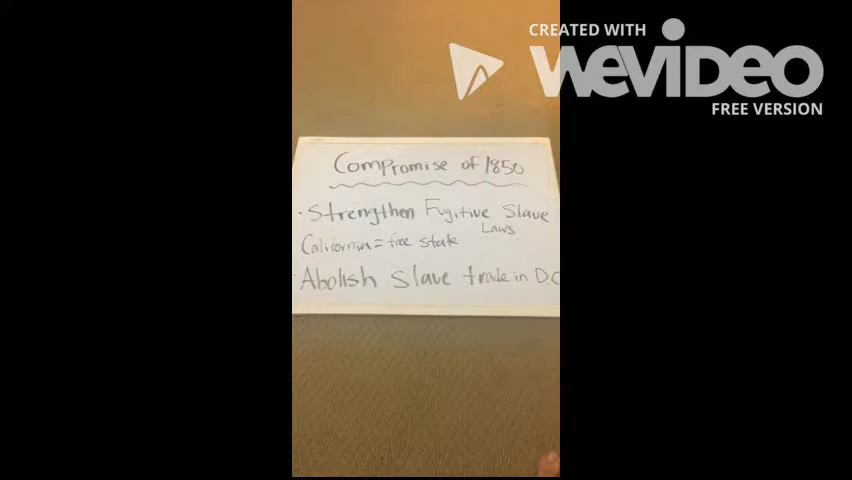 CREATED WITH
WEVIDEO
FREE VERSION
Compromise of 1850
· Strengthen Fugitive Slave
Laws
California = free state
· Abolish Slave trade in D.C